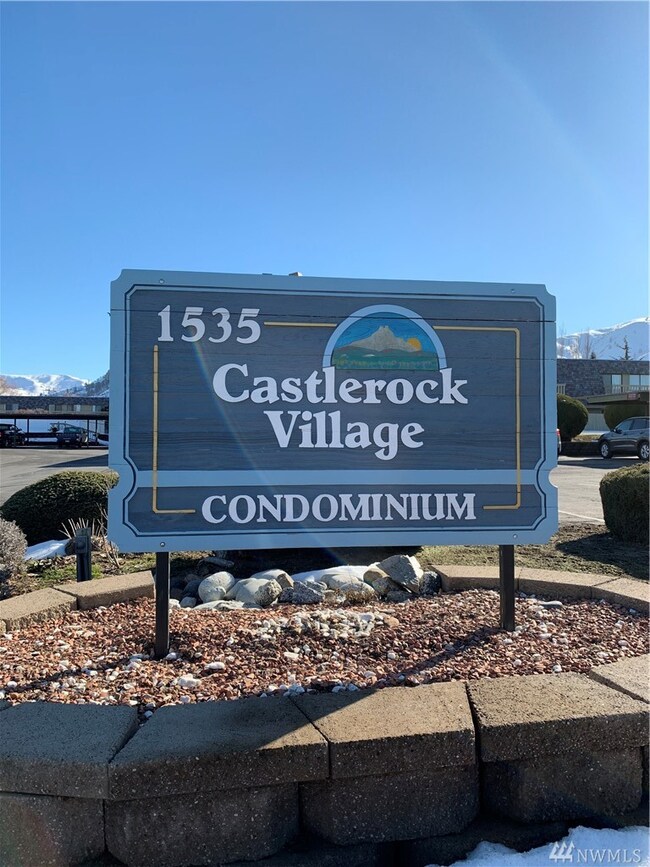 1535
Castlerock
Village
CONDOMINIUM
NWMLS